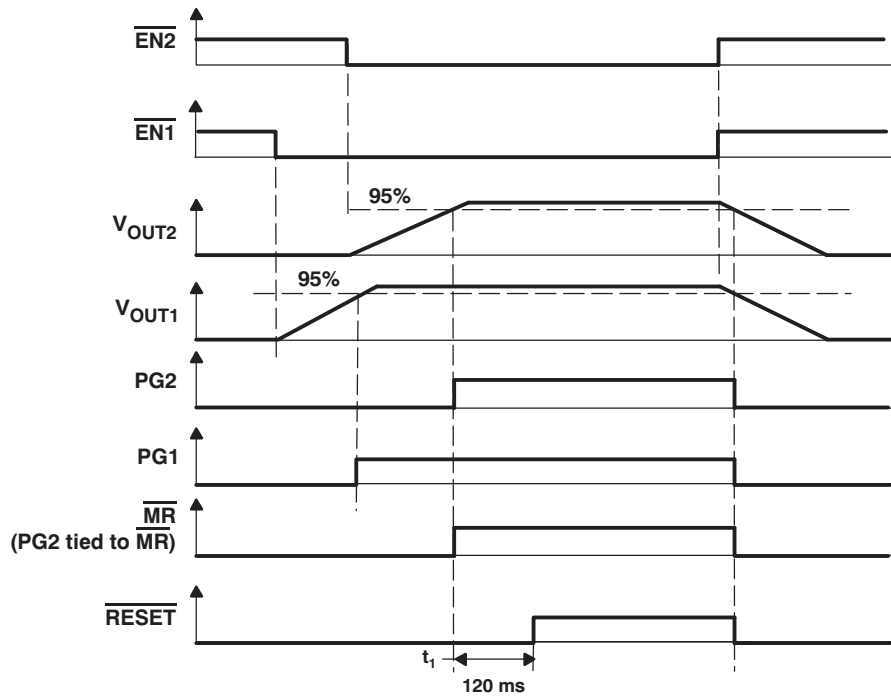 EN2
EN1
95%
VOUT2
95%
VOUT1
PG2
PG1
MR
(PG2 tied to MR)
RESET
t1
120 ms